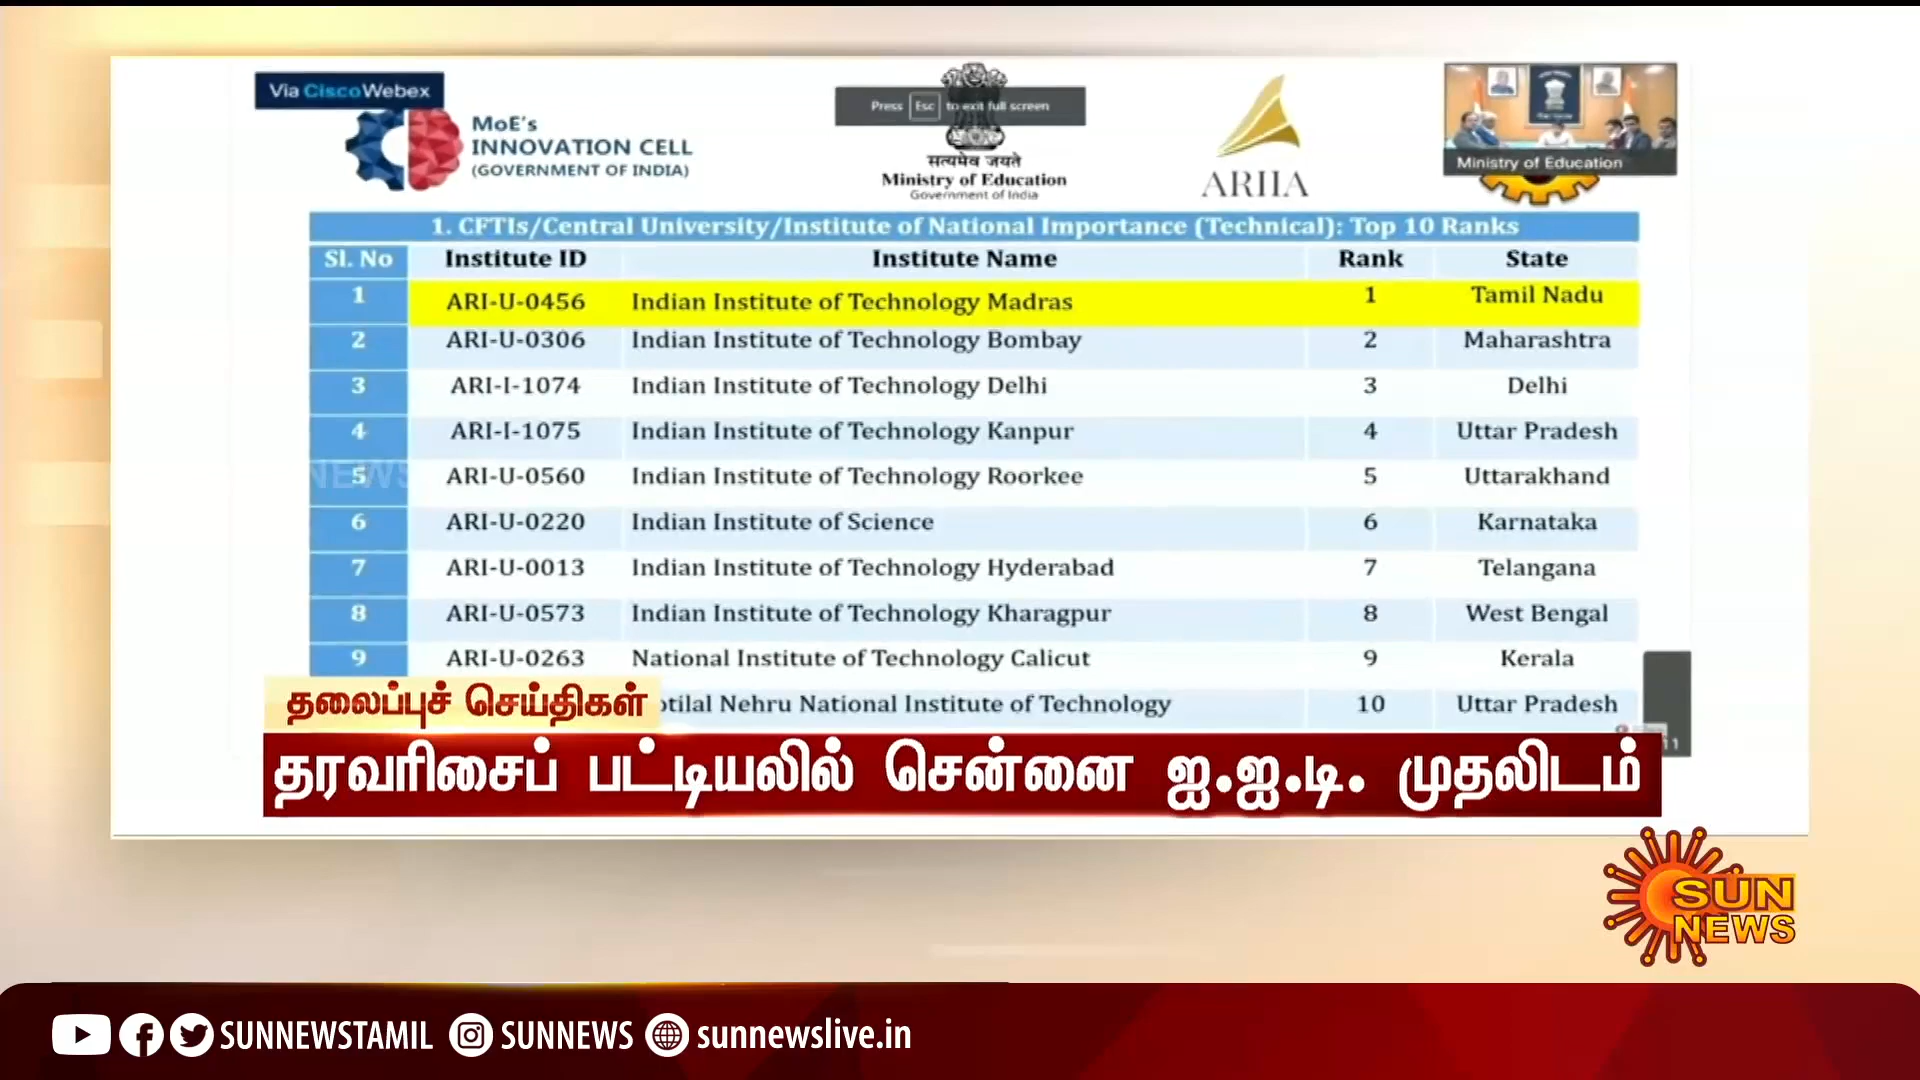 Via CiscoWebex
MoE's
INNOVATION CELL
(GOVERNMENT OF INDIA)
Press Esc to exit full screen
सत्यमेव जयते
Ministry of Education
Government of India
ARIIA
Ministry of Education
1. CFTIs/Central University/Institute of National Importance (Technical): Top 10 Ranks
Sl. No Institute ID Institute Name Rank State
1 ARI-U-0456 Indian Institute of Technology Madras 1 Tamil Nadu
2 ARI-U-0306 Indian Institute of Technology Bombay 2 Maharashtra
3 ARI-I-1074 Indian Institute of Technology Delhi 3 Delhi
4 ARI-I-1075 Indian Institute of Technology Kanpur 4 Uttar Pradesh
5 ARI-U-0560 Indian Institute of Technology Roorkee 5 Uttarakhand
NEWS
6 ARI-U-0220 Indian Institute of Science 6 Karnataka
7 ARI-U-0013 Indian Institute of Technology Hyderabad 7 Telangana
8 ARI-U-0573 Indian Institute of Technology Kharagpur 8 West Bengal
9 ARI-U-0263 National Institute of Technology Calicut 9 Kerala
otilal Nehru National Institute of Technology 10 Uttar Pradesh
தலைப்புச் செய்திகள்
தரவரிசைப் பட்டியலில் சென்னை ஐ.ஐ.டி. முதலிடம்
SUN
NEWS
SUNNEWSTAMIL SUNNEWS sunnewslive.in